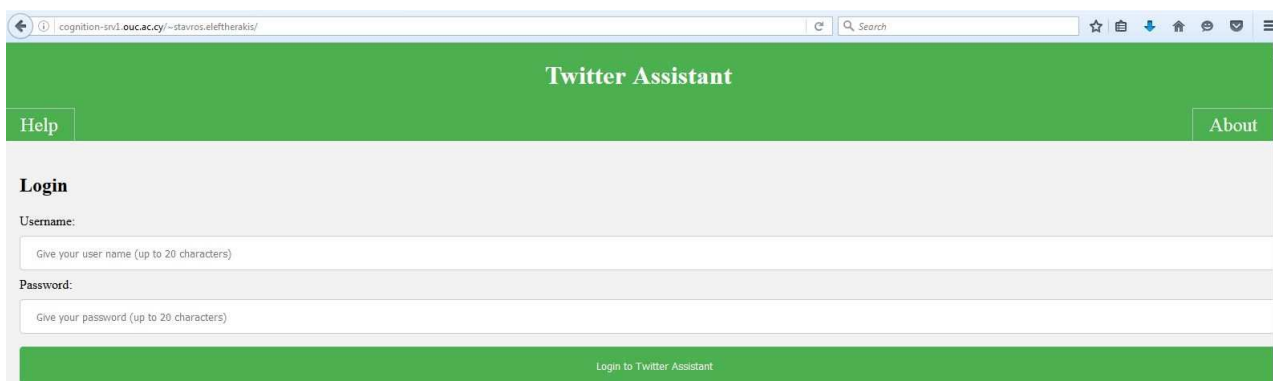 cognition-srv1.ouc.ac.cy/~stavros.eleftherakis/
Search
Twitter Assistant
Help
About
Login
Username:
Give your user name (up to 20 characters)
Password:
Give your password (up to 20 characters)
Login to Twitter Assistant